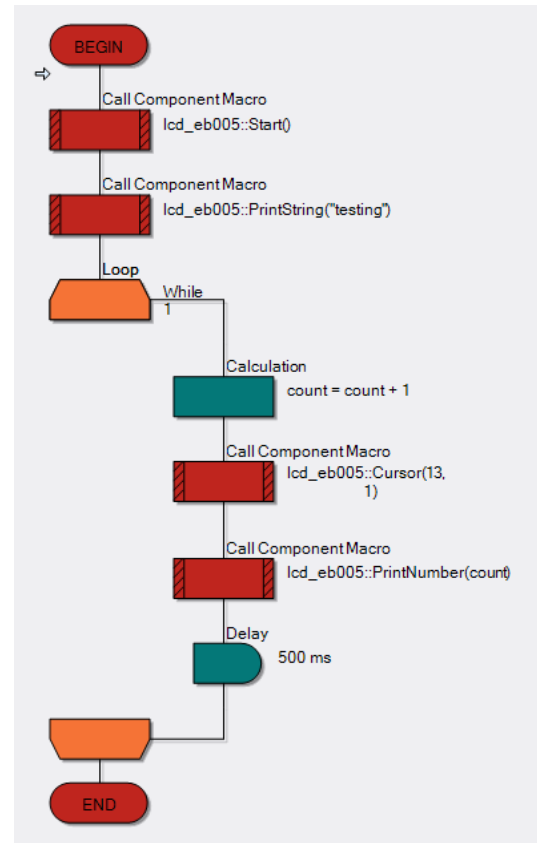 BEGIN
Call Component Macro
lcd_eb005::Start()
Call Component Macro
lcd_eb005::PrintString("testing")
Loop
While
1
Calculation
count = count + 1
Call Component Macro
lcd_eb005::Cursor(13,
1)
Call Component Macro
lcd_eb005::PrintNumber(count)
Delay
500 ms
END